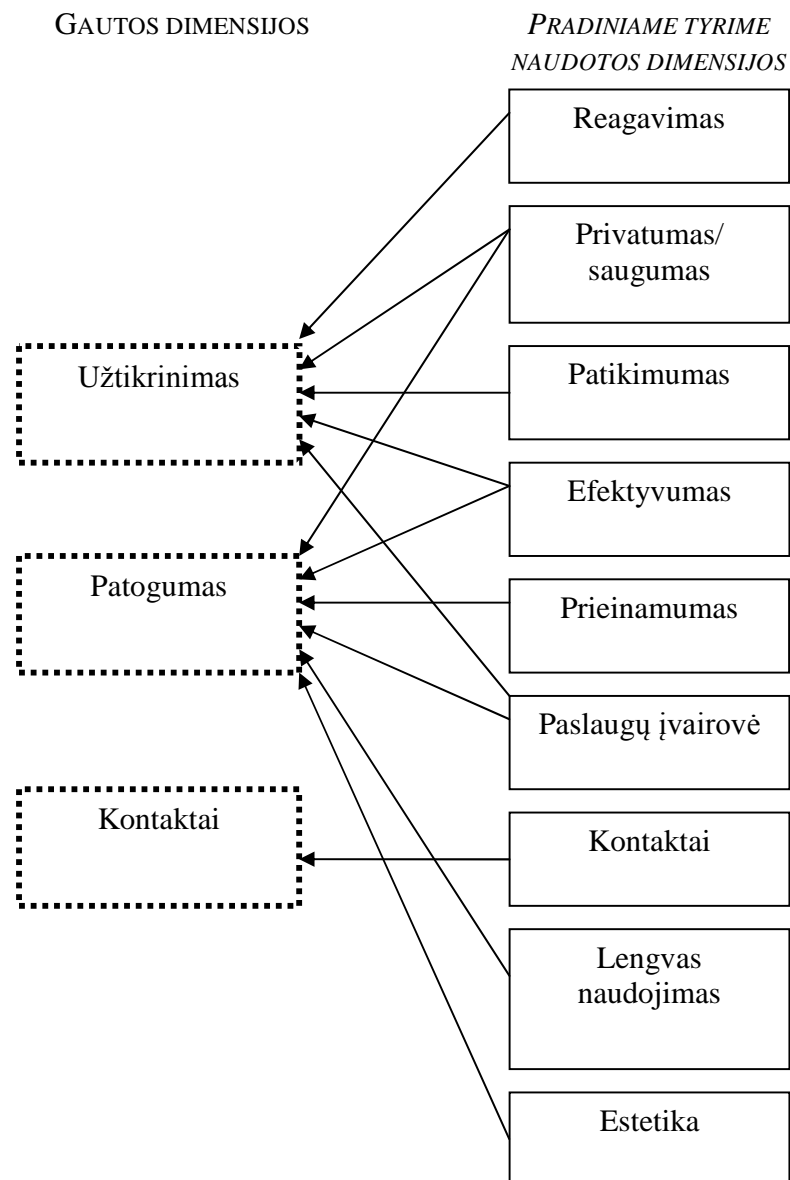 GAUTOS DIMENSIJOS
PRADINIAME TYRIME
NAUDOTOS DIMENSIJOS
Reagavimas
Privatumas/
saugumas
Užtikrinimas
Patikimumas
Efektyvumas
Patogumas
Prieinamumas
Paslaugų įvairovė
Kontaktai
Kontaktai
Lengvas
naudojimas
Estetika